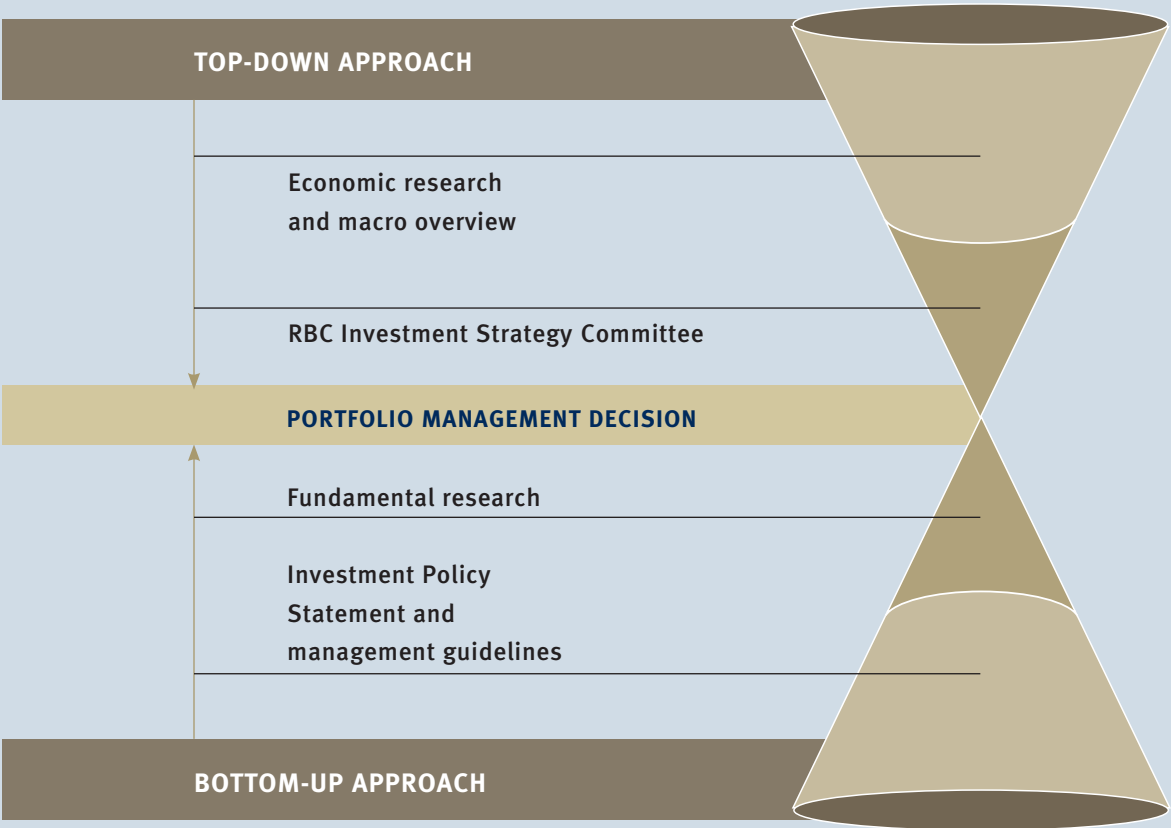 TOP-DOWN APPROACH
Economic research
and macro overview
RBC Investment Strategy Committee
PORTFOLIO MANAGEMENT DECISION
Fundamental research
Investment Policy
Statement and
management guidelines
BOTTOM-UP APPROACH